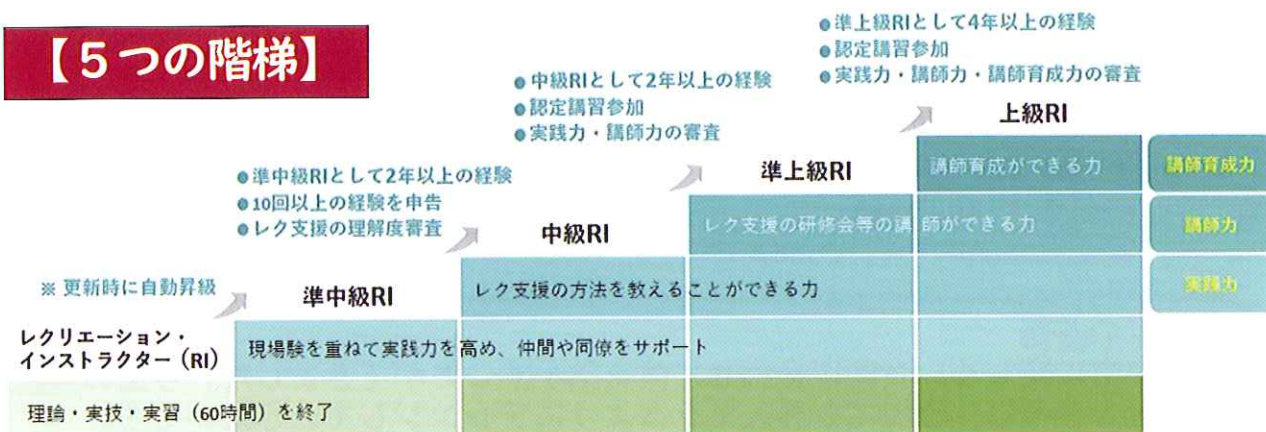 【5つの階梯】
●準上級RIとして4年以上の経験
●認定講習参加
●実践力・講師力・講師育成力の審査
●中級RIとして2年以上の経験
●認定講習参加
●実践力・講師力の審査
上級RI
●準中級RIとして2年以上の経験
●10回以上の経験を申告
●レク支援の理解度審査
準上級RI
講師育成ができる力
講師育成力
中級RI
レク支援の研修会等の講師ができる力
講師力
※ 更新時に自動昇級
準中級RI
レク支援の方法を教えることができる力
実践力
レクリエーション・
インストラクター(RI)
現場験を重ねて実践力を高め、仲間や同僚をサポート
理論・実技・実習(60時間)を終了